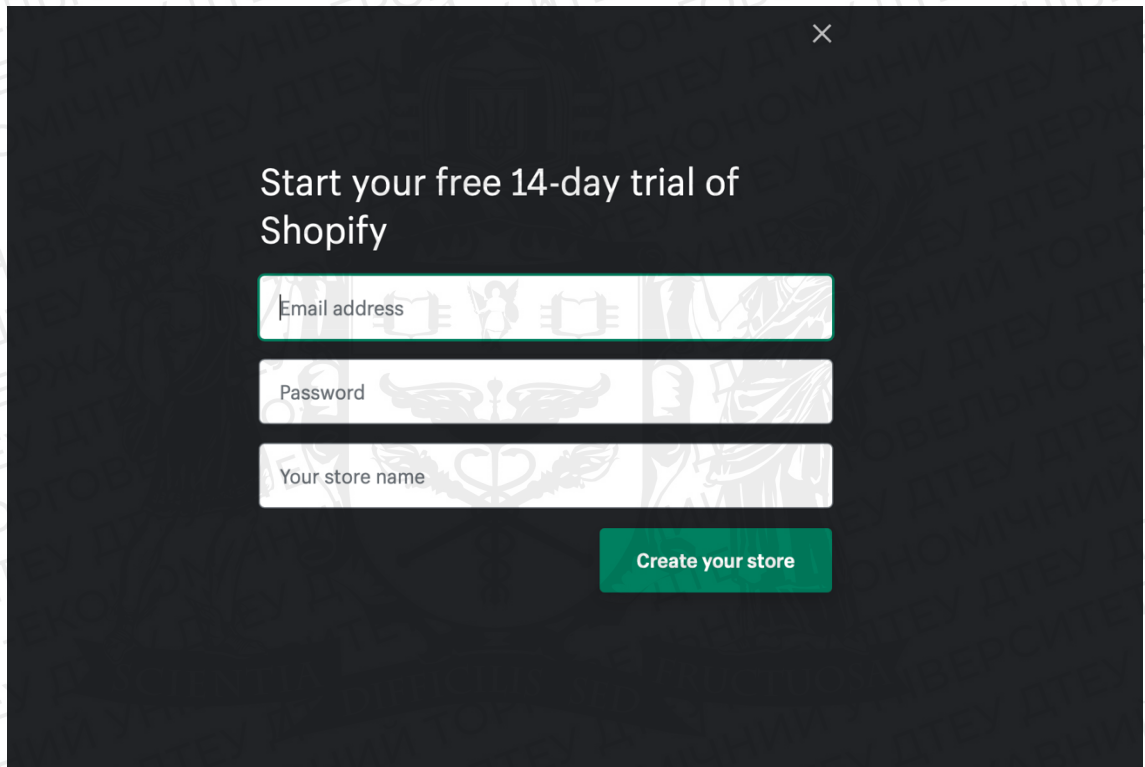 Start your free 14-day trial of
Shopify
Email address
Password
Your store name
Create your store